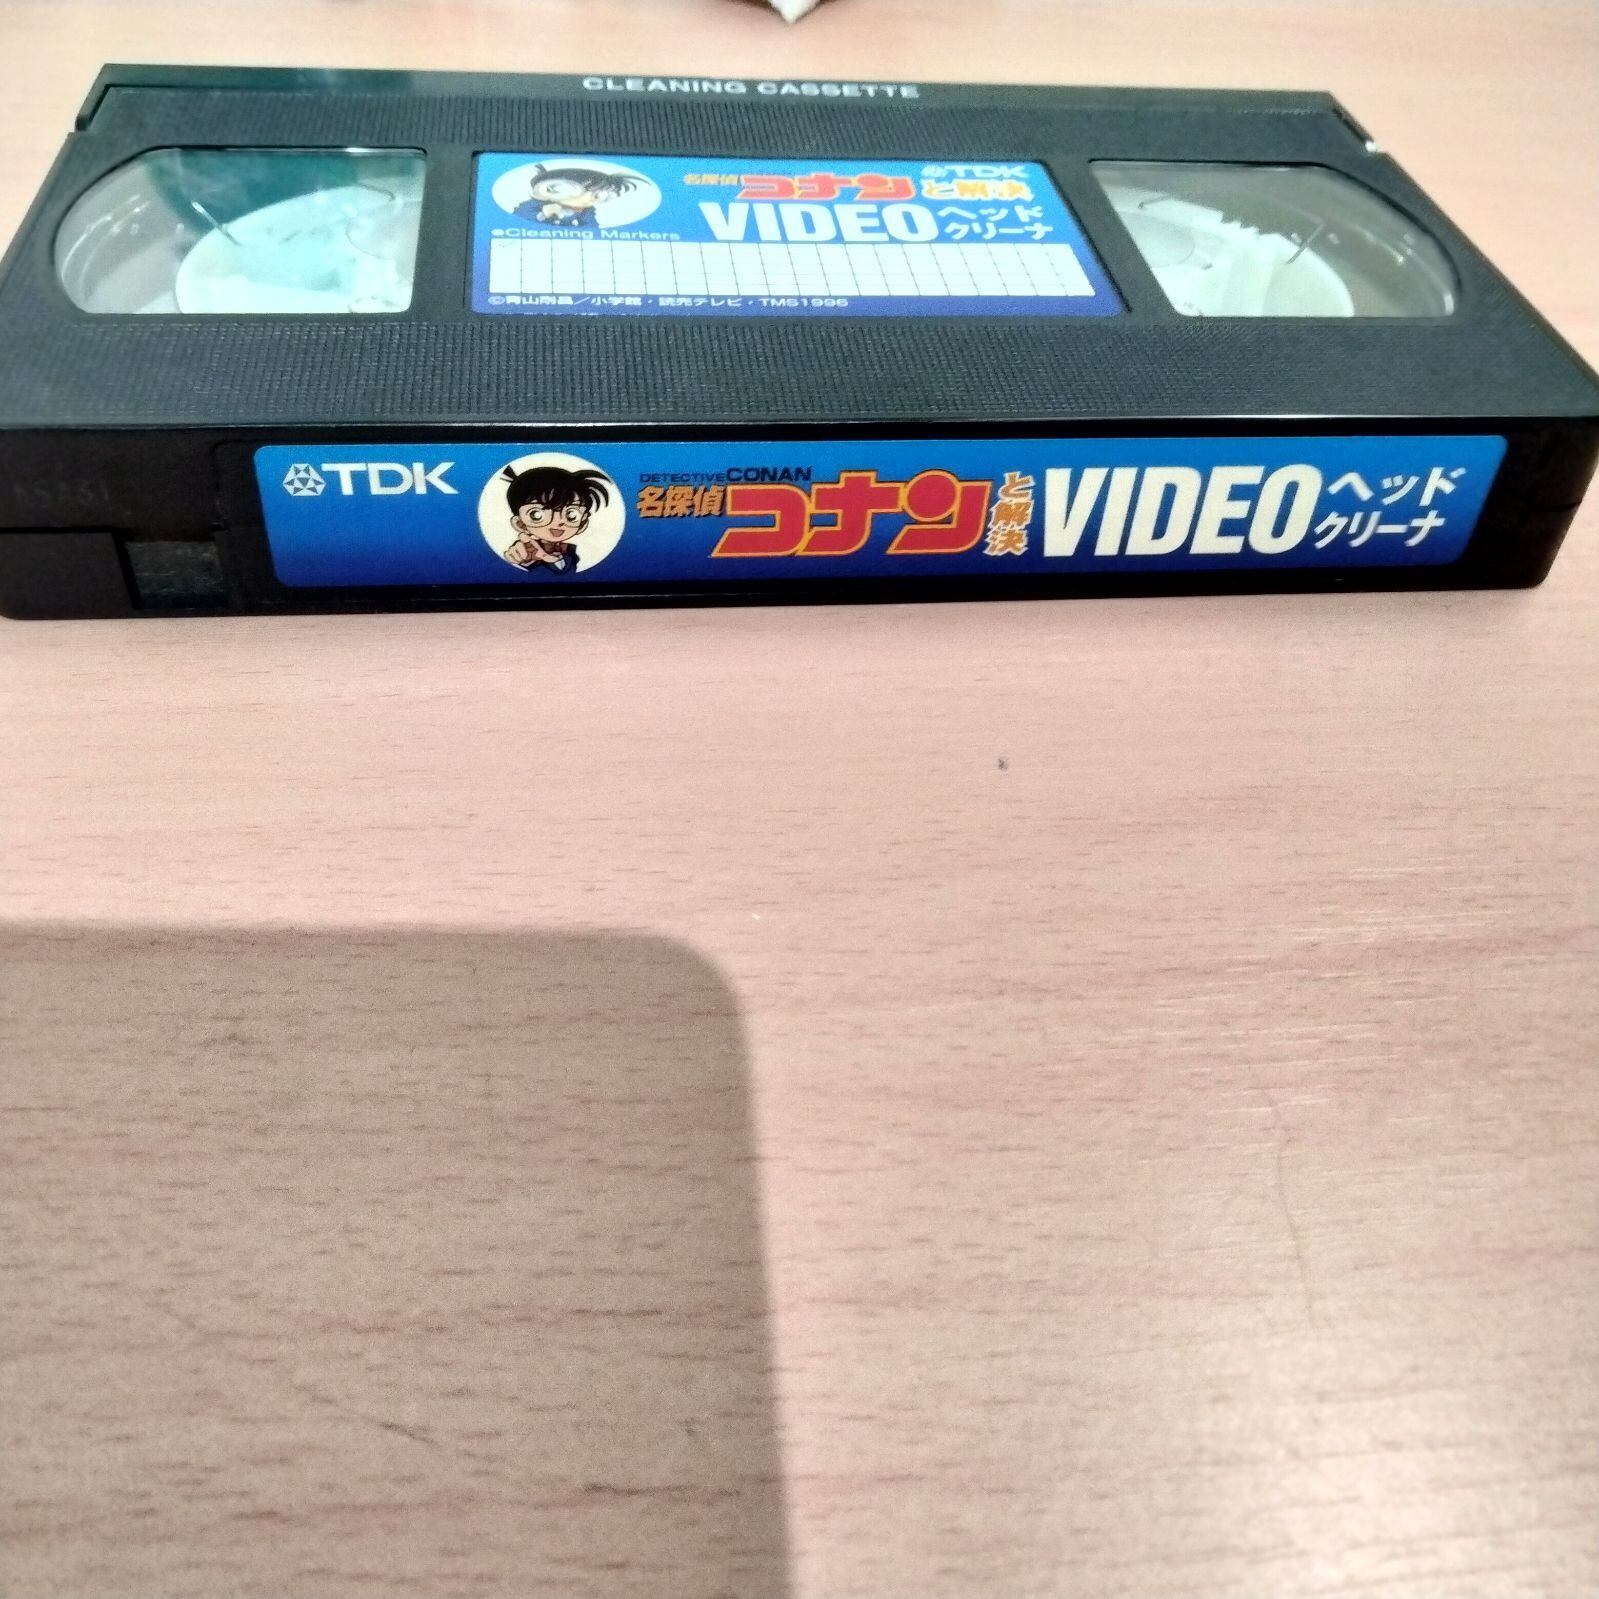 CLEANING CASSETTE
TDK
名探偵コナンと解決
VIDEO ヘッドクリーナ
●Cleaning Markers
©青山剛昌／小学館・読売テレビ・TMS1996
TDK
DETECTIVE CONAN
名探偵コナンと解決 VIDEO ヘッドクリーナ